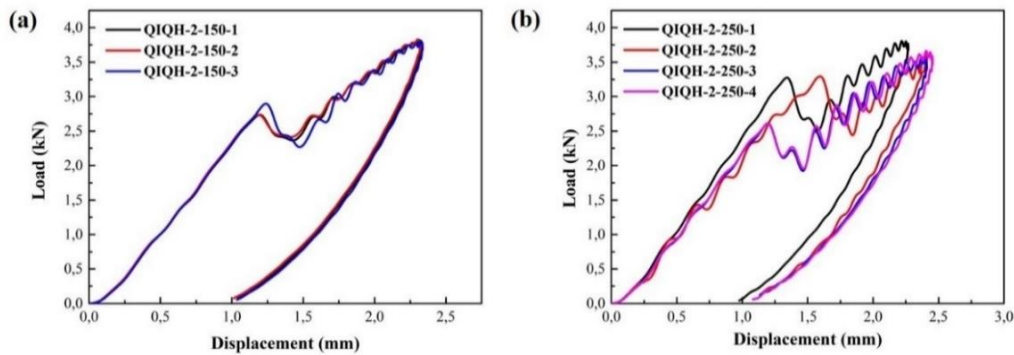 (a)
4,0
3,5
3,0
2,5
2,0
1,5
1,0
0,5
0,0
Load (kN)
QIQH-2-150-1
QIQH-2-150-2
QIQH-2-150-3
0,0 0,5 1,0 1,5 2,0 2,5
Displacement (mm)
(b)
4,0
3,5
3,0
2,5
2,0
1,5
1,0
0,5
0,0
Load (kN)
QIQH-2-250-1
QIQH-2-250-2
QIQH-2-250-3
QIQH-2-250-4
0,0 0,5 1,0 1,5 2,0 2,5 3,0
Displacement (mm)